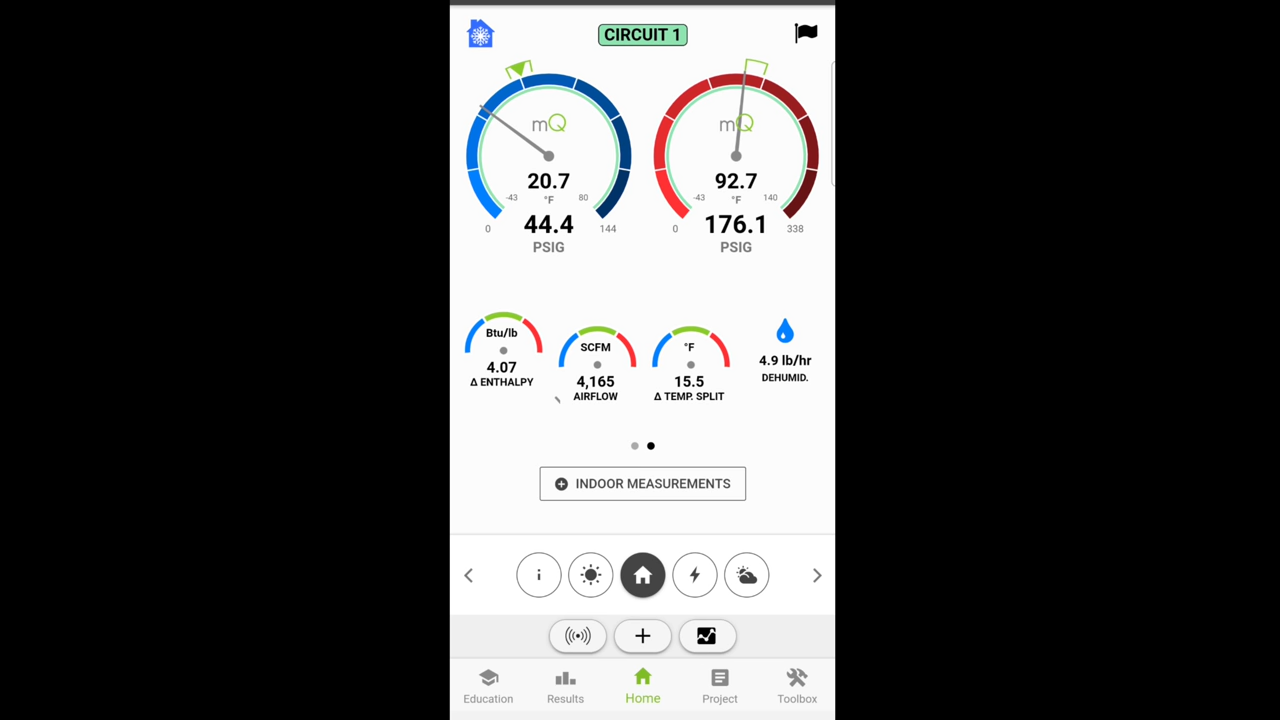 CIRCUIT 1
mQ
20.7
-43 °F 80
0 44.4 144
PSIG
mQ
92.7
-43 °F 140
0 176.1 338
PSIG
Btu/lb
4.07
Δ ENTHALPY
SCFM
4,165
AIRFLOW
°F
15.5
Δ TEMP. SPLIT
4.9 lb/hr
DEHUMID.
INDOOR MEASUREMENTS
i
Education Results Home Project Toolbox